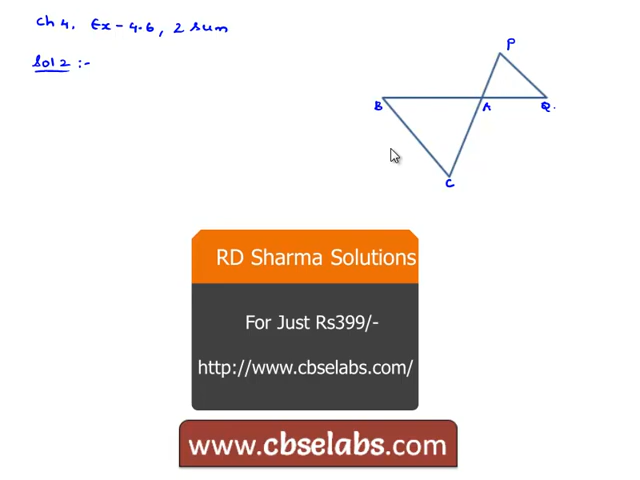 Ch 4, Ex - 4.6, 2 sum
Sol 2 :-
P
B
A
Q.
C
RD Sharma Solutions
For Just Rs399/-
http://www.cbselabs.com/
www.cbselabs.com